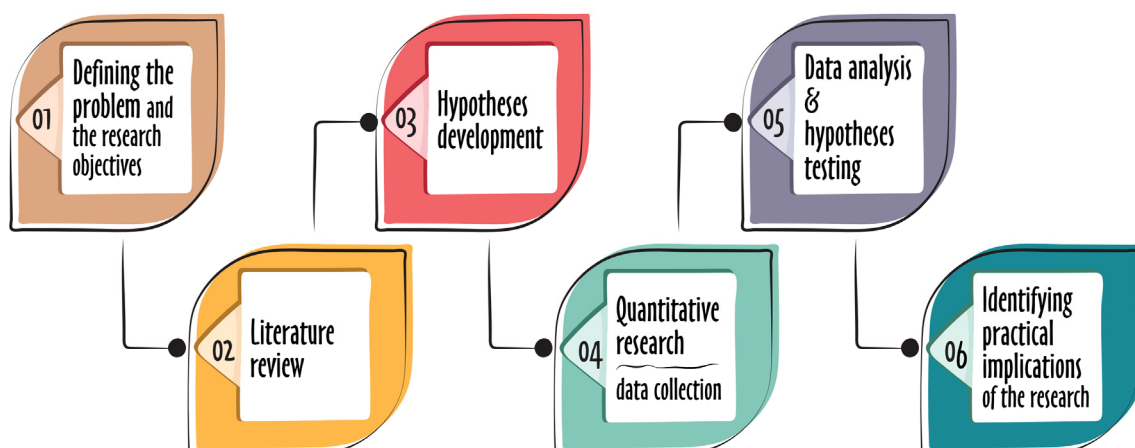 01
Defining the
problem and
the research
objectives
02
Literature
review
03
Hypotheses
development
04
Quantitative
research
data collection
05
Data analysis
&
hypotheses
testing
06
Identifying
practical
implications
of the research